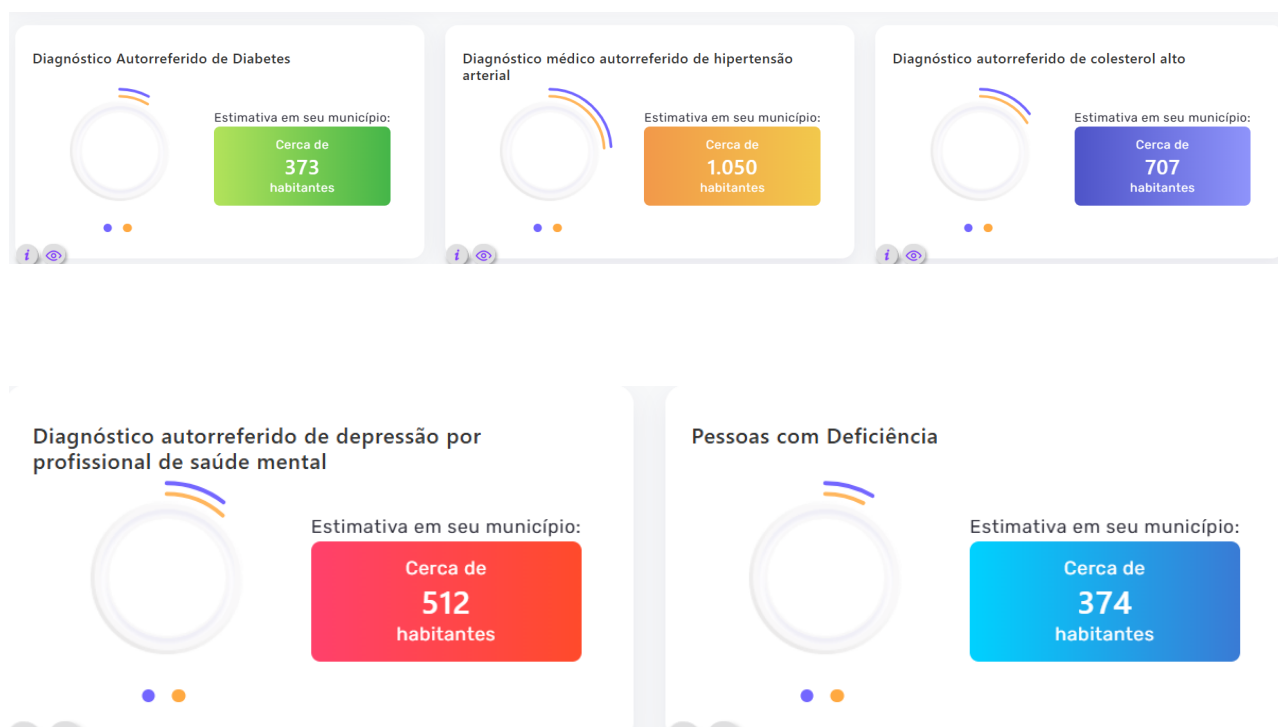 Diagnóstico Autorreferido de Diabetes
Estimativa em seu município:
Cerca de
373
habitantes
i
Diagnóstico médico autorreferido de hipertensão
arterial
Estimativa em seu município:
Cerca de
1.050
habitantes
i
Diagnóstico autorreferido de colesterol alto
Estimativa em seu município:
Cerca de
707
habitantes
i
Diagnóstico autorreferido de depressão por
profissional de saúde mental
Estimativa em seu município:
Cerca de
512
habitantes
Pessoas com Deficiência
Estimativa em seu município:
Cerca de
374
habitantes